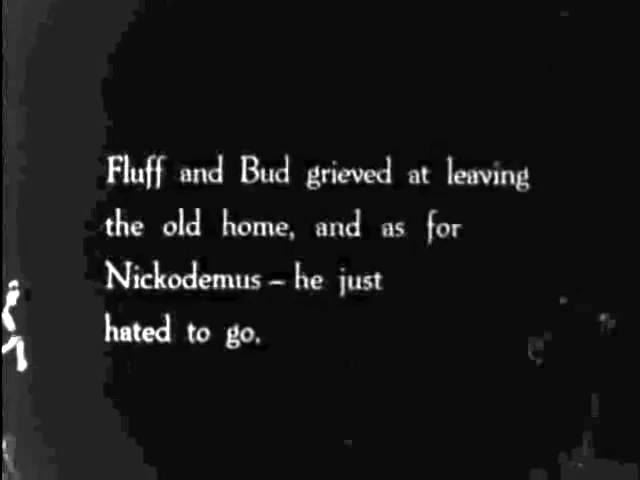 Fluff and Bud grieved at leaving
the old home, and as for
Nickodemus – he just
hated to go.